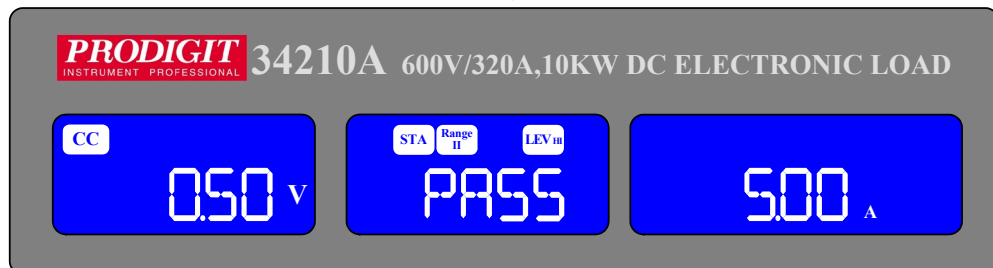 PRODIGIT
INSTRUMENT PROFESSIONAL
34210A 600V/320A,10KW DC ELECTRONIC LOAD
CC
0.50 V
STA Range II LEV HI
PASS
5.00 A